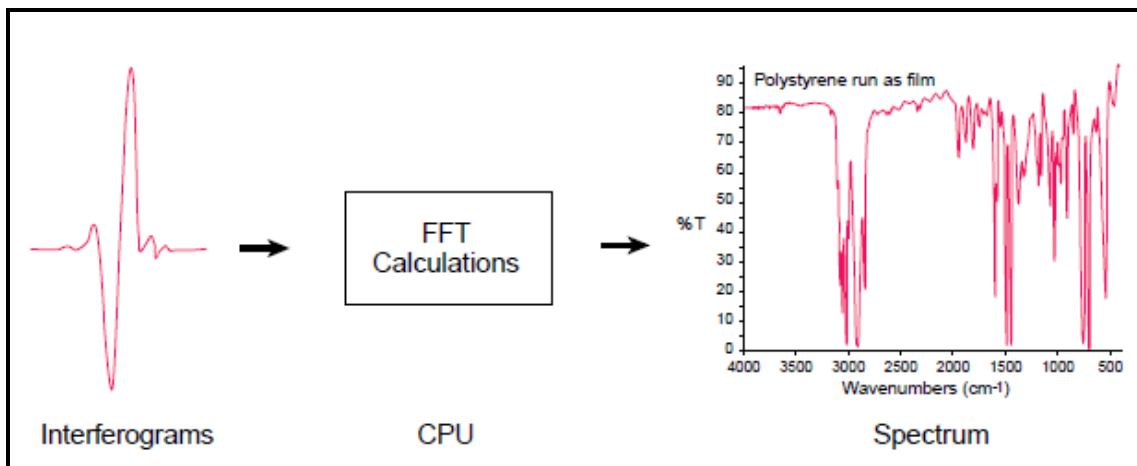 Polystyrene run as film
90
80
70
60
50
%T
40
30
20
10
0
4000 3500 3000 2500 2000 1500 1000 500
Wavenumbers (cm-1)
FFT
Calculations
Interferograms CPU Spectrum